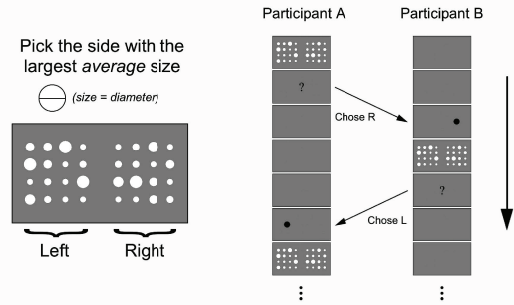 Pick the side with the
largest average size
(size = diameter
Left
Right
Participant A
Participant B
?
Chose R
?
Chose L